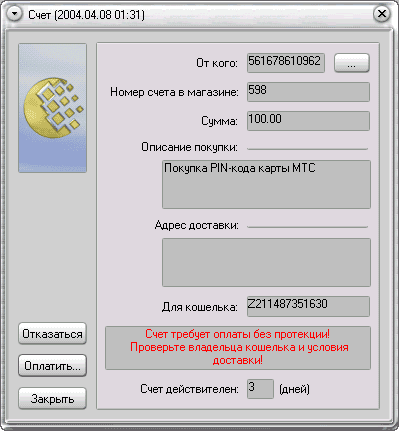 Счет (2004.04.08 01:31)
От кого: 561678610962 ...
Номер счета в магазине: 598
Сумма: 100.00
Описание покупки:
Покупка PIN-кода карты МТС
Адрес доставки:
Для кошелька: Z211487351630
Счет требует оплаты без протекции!
Проверьте владельца кошелька и условия
доставки!
Счет действителен: 3 (дней)
Отказаться
Оплатить...
Закрыть